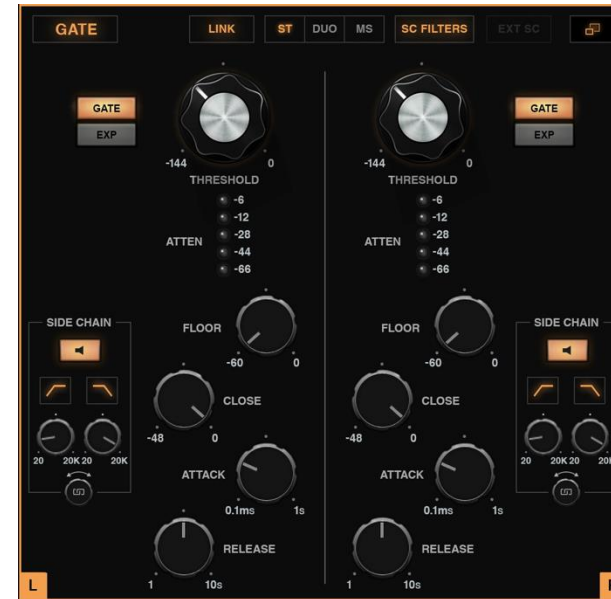 GATE LINK ST DUO MS SC FILTERS EXT SC
GATE
EXP
-144 0
THRESHOLD
-6
-12
ATTEN -28
-44
-66
FLOOR
-60 0
CLOSE
-48 0
ATTACK
0.1ms 1s
RELEASE
1 10s
SIDE CHAIN
20 20K 20 20K
L
GATE
EXP
-144 0
THRESHOLD
-6
-12
ATTEN -28
-44
-66
FLOOR
-60 0
CLOSE
-48 0
ATTACK
0.1ms 1s
RELEASE
1 10s
SIDE CHAIN
20 20K 20